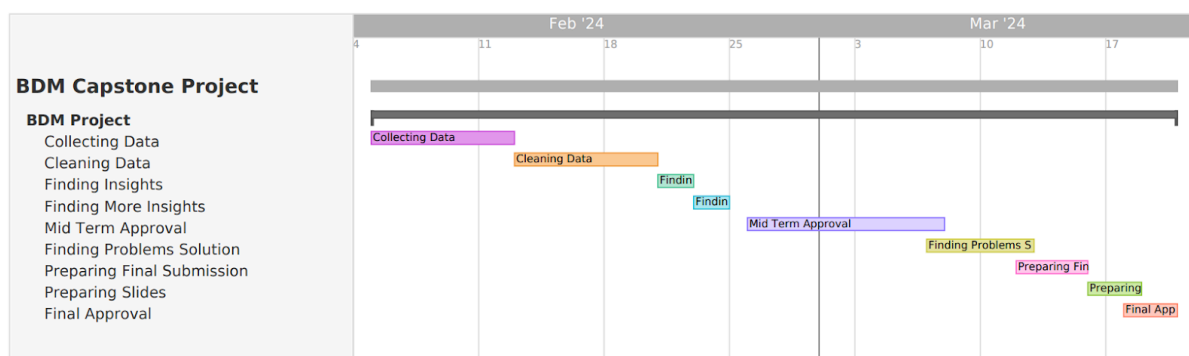 Feb '24 Mar '24
4 11 18 25 3 10 17
BDM Capstone Project
BDM Project
Collecting Data Collecting Data
Cleaning Data Cleaning Data
Finding Insights Findin
Finding More Insights Findin
Mid Term Approval Mid Term Approval
Finding Problems Solution Finding Problems S
Preparing Final Submission Preparing Fin
Preparing Slides Preparing
Final Approval Final App